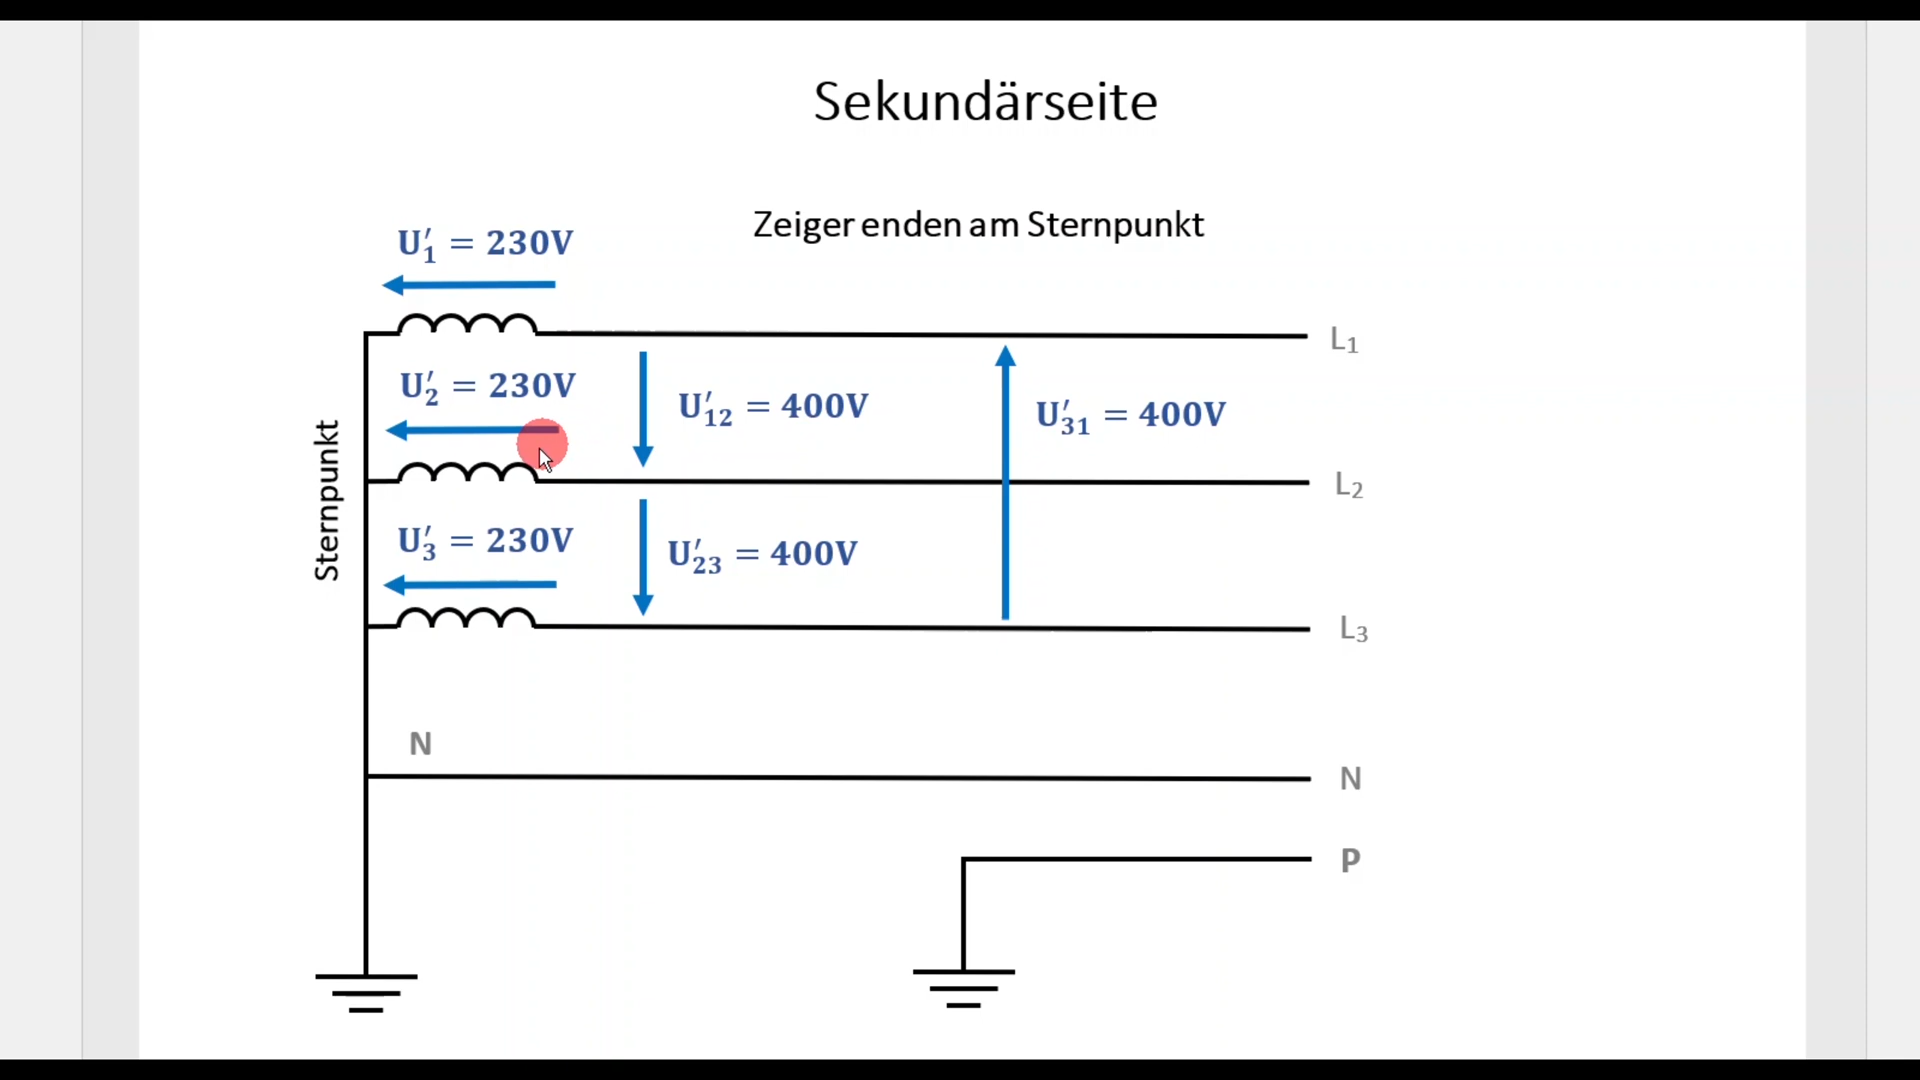 Sekundärseite
Zeiger enden am Sternpunkt
U′₁ = 230V
L₁
U′₂ = 230V
U′₁₂ = 400V
U′₃₁ = 400V
Sternpunkt
L₂
U′₃ = 230V
U′₂₃ = 400V
L₃
N
N
P